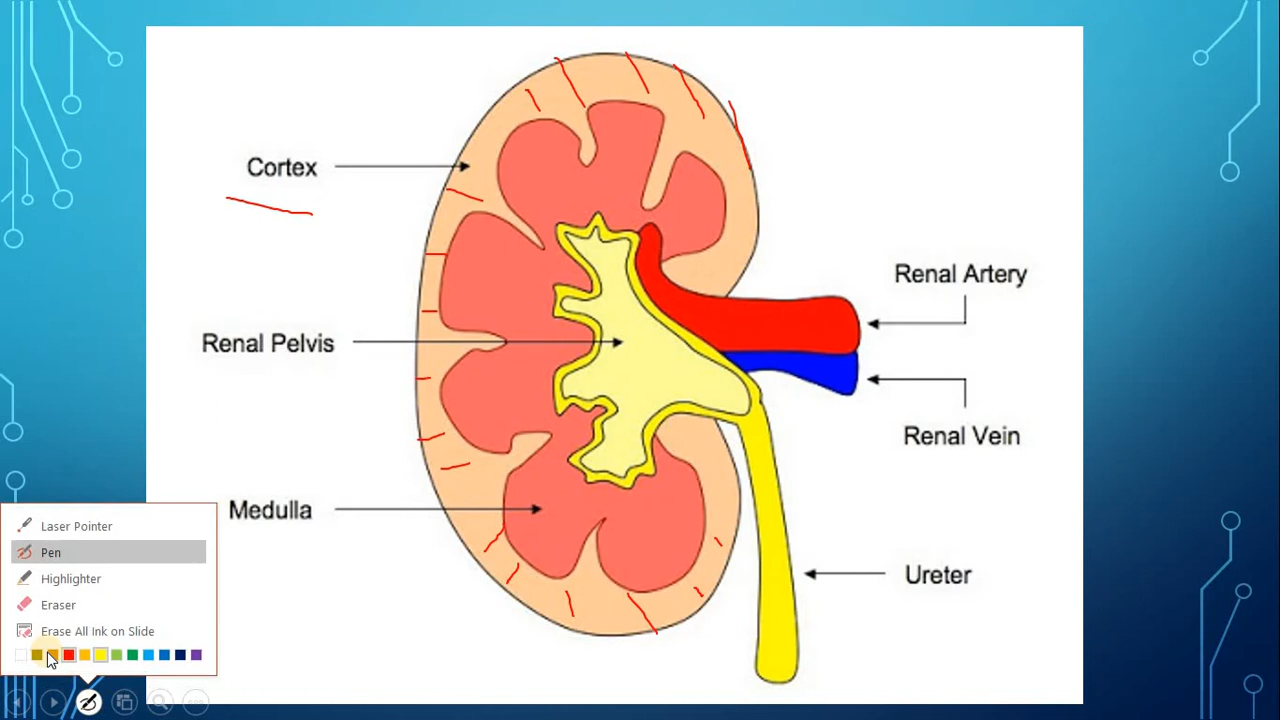 Cortex
Renal Artery
Renal Pelvis
Renal Vein
Medulla
Ureter
Laser Pointer
Pen
Highlighter
Eraser
Erase All Ink on Slide